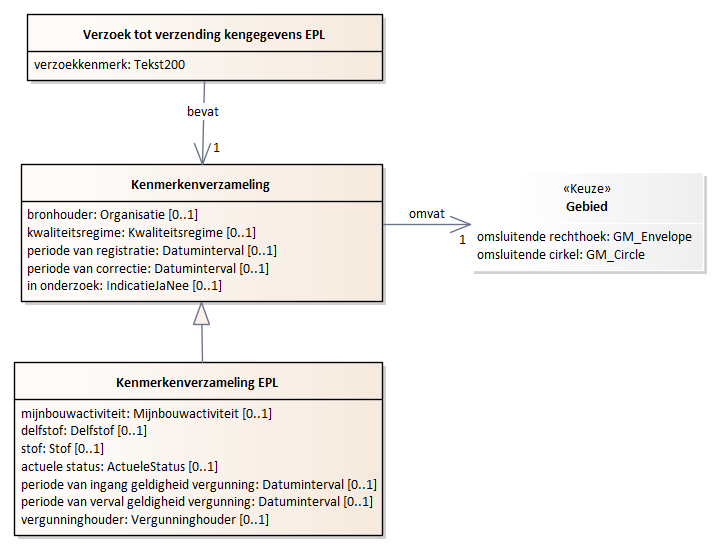 Verzoek tot verzending kengegevens EPL
verzoekkenmerk: Tekst200
bevat
1
Kenmerkenverzameling
bronhouder: Organisatie [0..1]
kwaliteitsregime: Kwaliteitsregime [0..1]
periode van registratie: Datuminterval [0..1]
periode van correctie: Datuminterval [0..1]
in onderzoek: IndicatieJaNee [0..1]
omvat
1
«Keuze»
Gebied
omsluitende rechthoek: GM_Envelope
omsluitende cirkel: GM_Circle
Kenmerkenverzameling EPL
mijnbouwactiviteit: Mijnbouwactiviteit [0..1]
delfstof: Delfstof [0..1]
stof: Stof [0..1]
actuele status: ActueleStatus [0..1]
periode van ingang geldigheid vergunning: Datuminterval [0..1]
periode van verval geldigheid vergunning: Datuminterval [0..1]
vergunninghouder: Vergunninghouder [0..1]